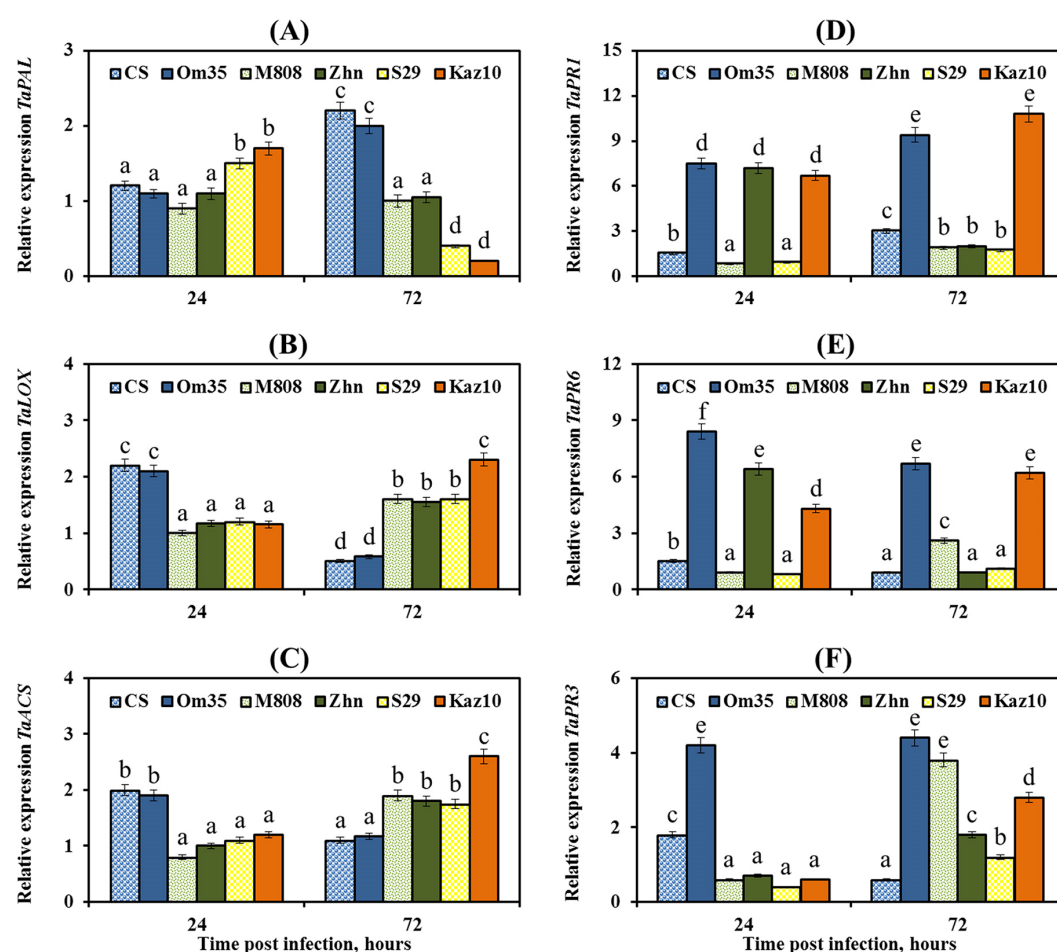 (A)
Relative expression TaPAL
3
2
1
0
CS Om35 M808 Zhn S29 Kaz10
a a a a b b
c c a a d d
24 72
(B)
Relative expression TaLOX
4
3
2
1
0
CS Om35 M808 Zhn S29 Kaz10
c c a a a a
d d b b b c
24 72
(C)
Relative expression TaACS
4
3
2
1
0
CS Om35 M808 Zhn S29 Kaz10
b b a a a a
a a b b b c
24 72
Time post infection, hours
(D)
Relative expression TaPR1
15
12
9
6
3
0
CS Om35 M808 Zhn S29 Kaz10
b d a d a d
c e b b b e
24 72
(E)
Relative expression TaPR6
12
9
6
3
0
CS Om35 M808 Zhn S29 Kaz10
b f a e a d
a e c a a e
24 72
(F)
Relative expression TaPR3
6
4
2
0
CS Om35 M808 Zhn S29 Kaz10
c e a a a a
a e e c b d
24 72
Time post infection, hours